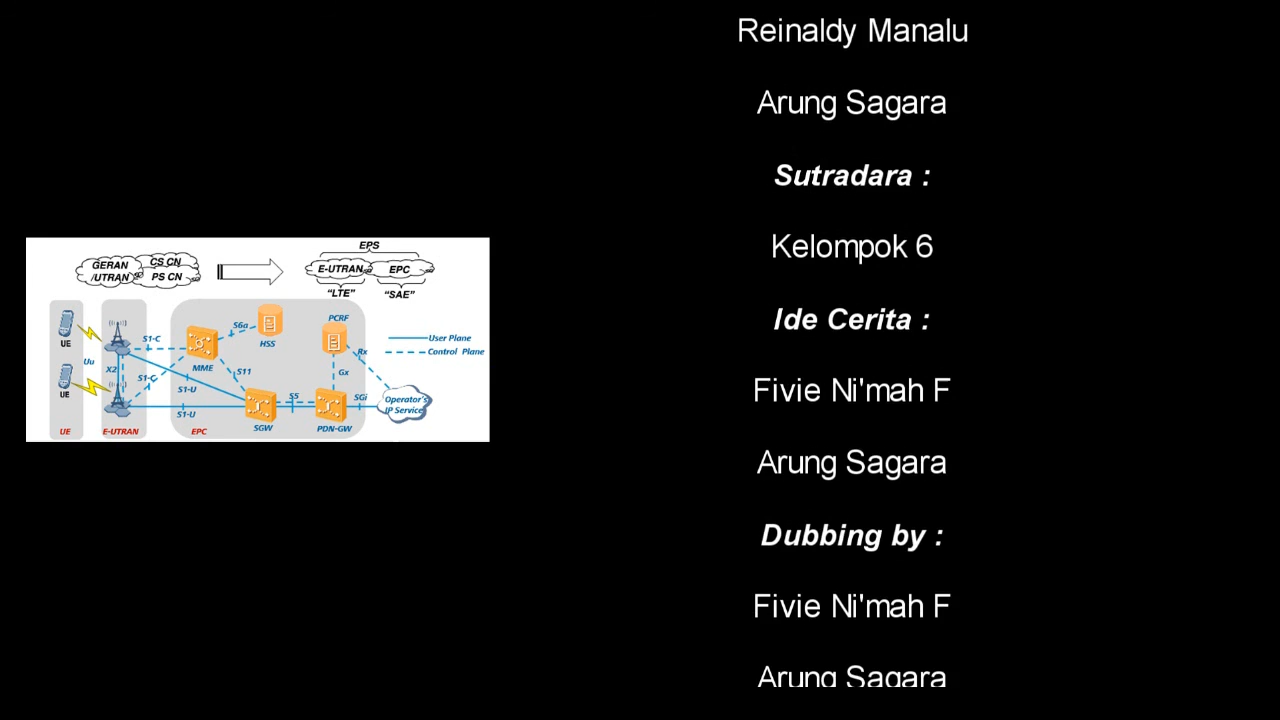 EPS
GERAN
/UTRAN
CS CN
PS CN
E-UTRAN
EPC
“LTE”
“SAE”
UE
UE
Uu
X2
S1-C
S1-C
S1-U
S1-U
MME
S6a
HSS
S11
SGW
S5
PCRF
Gx
Rx
PDN-GW
SGi
Operator's
IP Service
User Plane
Control Plane
UE
E-UTRAN
EPC
Reinaldy Manalu
Arung Sagara
Sutradara :
Kelompok 6
Ide Cerita :
Fivie Ni'mah F
Arung Sagara
Dubbing by :
Fivie Ni'mah F
Arung Sagara